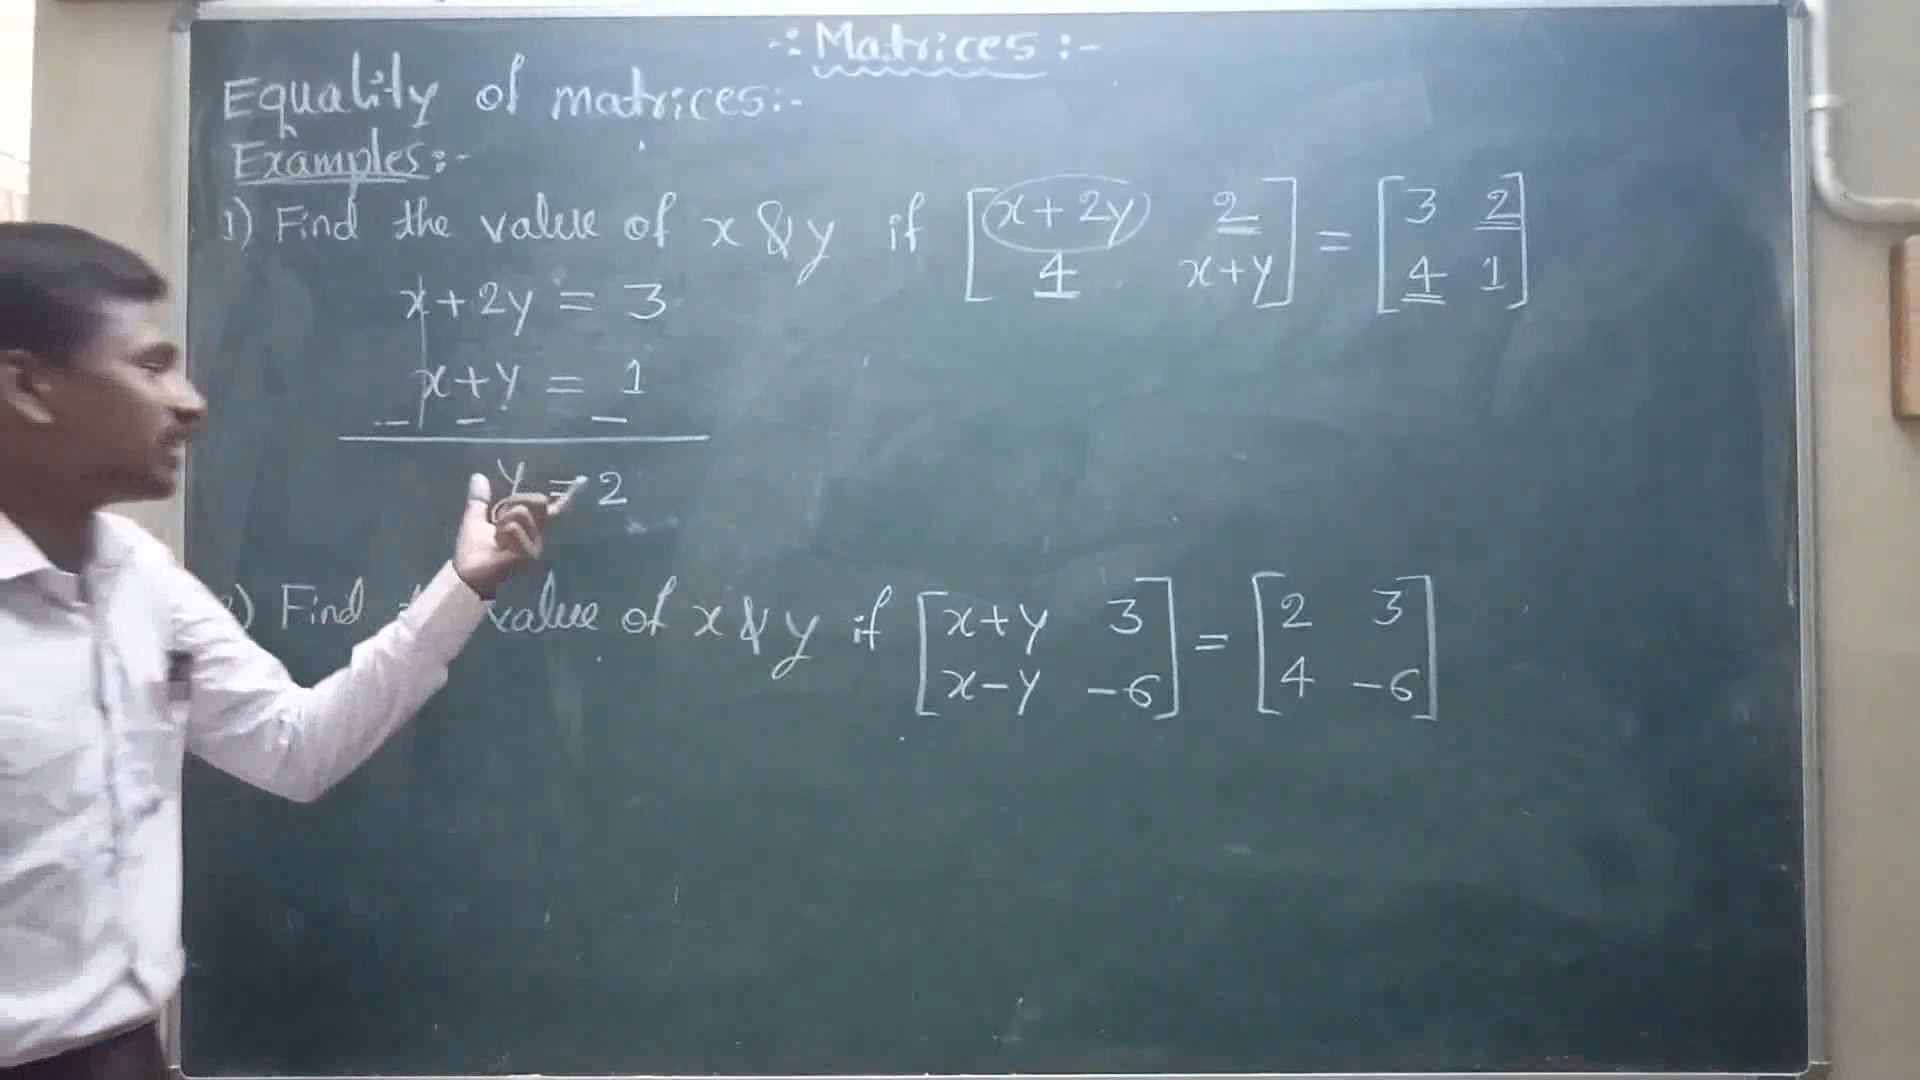 -: Matrices :-
Equality of matrices:-
Examples:-
1) Find the value of x & y if [x+2y 2] = [3 2]
[4 x+y] [4 1]
x+2y = 3
x+y = 1
- - -
y = 2
) Find value of x & y if [x+y 3] = [2 3]
[x-y -6] [4 -6]